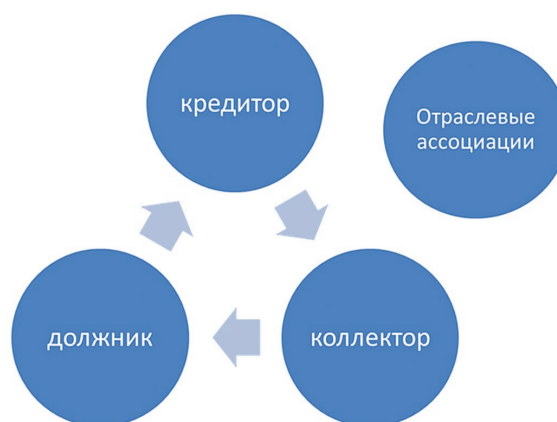 кредитор
Отраслевые
ассоциации
должник
коллектор